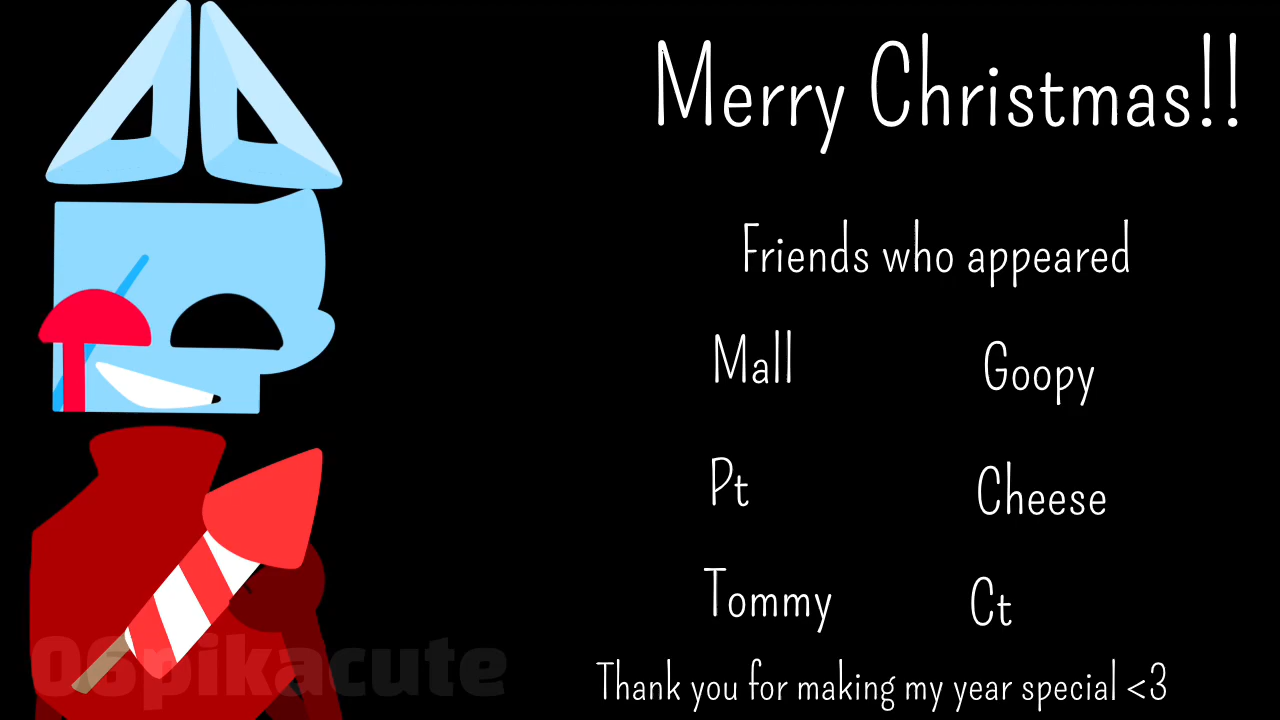 Merry Christmas!!
Friends who appeared
Mall Goopy
Pt Cheese
Tommy Ct
Thank you for making my year special <3
06pikacute